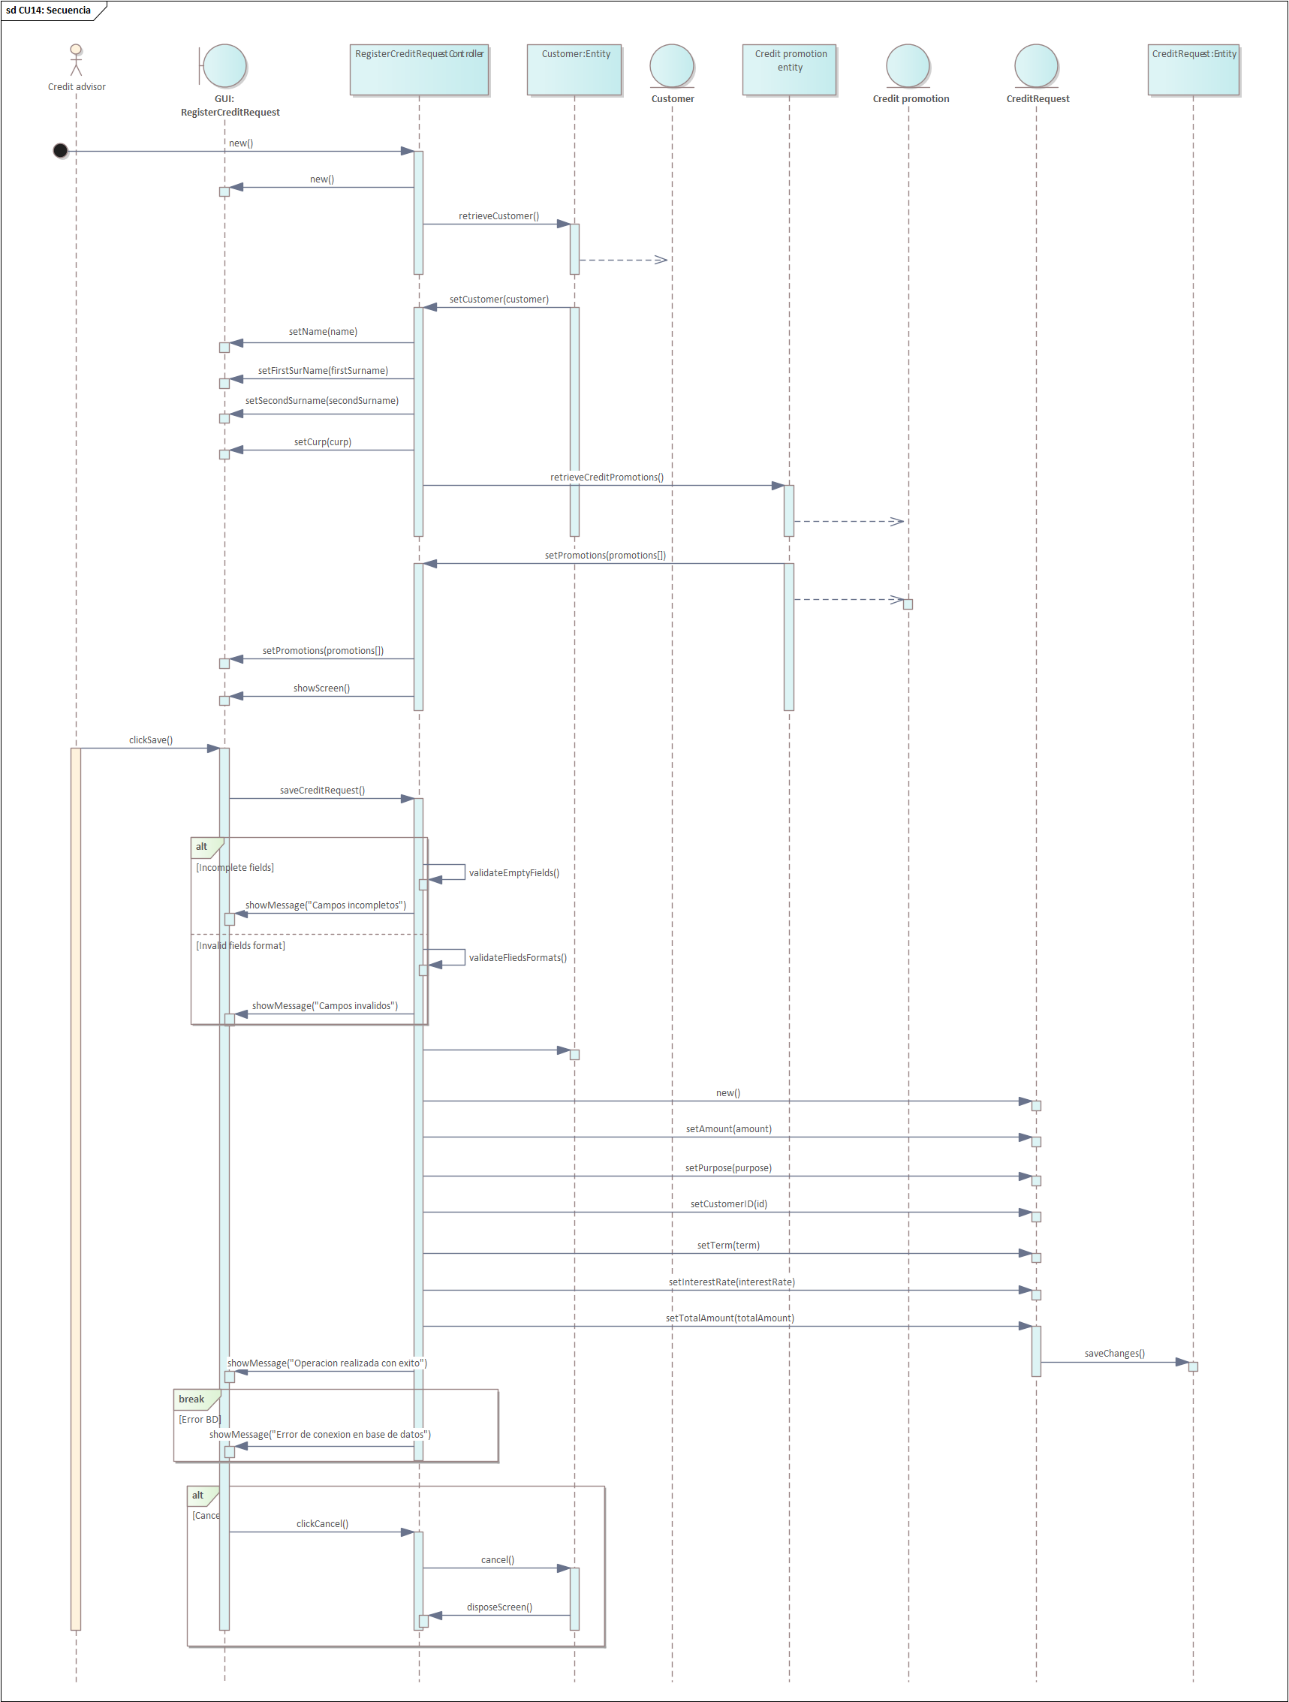 sd CU14: Secuencia
Credit advisor
GUI:
RegisterCreditRequest
RegisterCreditRequestController
Customer:Entity
Customer
Credit promotion
entity
Credit promotion
CreditRequest
CreditRequest:Entity
new()
new()
retrieveCustomer()
setCustomer(customer)
setName(name)
setFirstSurName(firstSurname)
setSecondSurname(secondSurname)
setCurp(curp)
retrieveCreditPromotions()
setPromotions(promotions[])
setPromotions(promotions[])
showScreen()
clickSave()
saveCreditRequest()
alt
[Incomplete fields]
validateEmptyFields()
showMessage("Campos incompletos")
[Invalid fields format]
validateFliedsFormats()
showMessage("Campos invalidos")
new()
setAmount(amount)
setPurpose(purpose)
setCustomerID(id)
setTerm(term)
setInterestRate(interestRate)
setTotalAmount(totalAmount)
saveChanges()
showMessage("Operacion realizada con exito")
break
[Error BD]
showMessage("Error de conexion en base de datos")
alt
[Cance
clickCancel()
cancel()
disposeScreen()